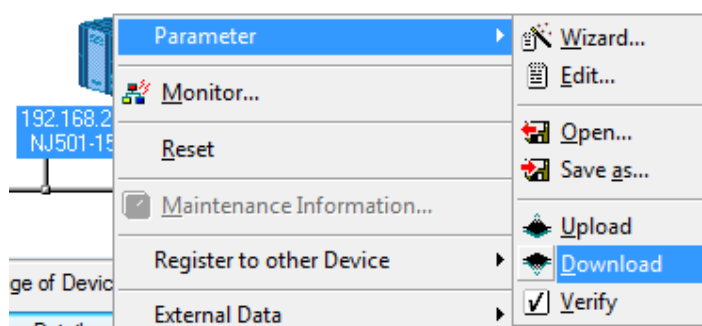 192.168.2
NJ501-15
ge of Devic
Parameter
Monitor...
Reset
Maintenance Information...
Register to other Device
External Data
Wizard...
Edit...
Open...
Save as...
Upload
Download
Verify